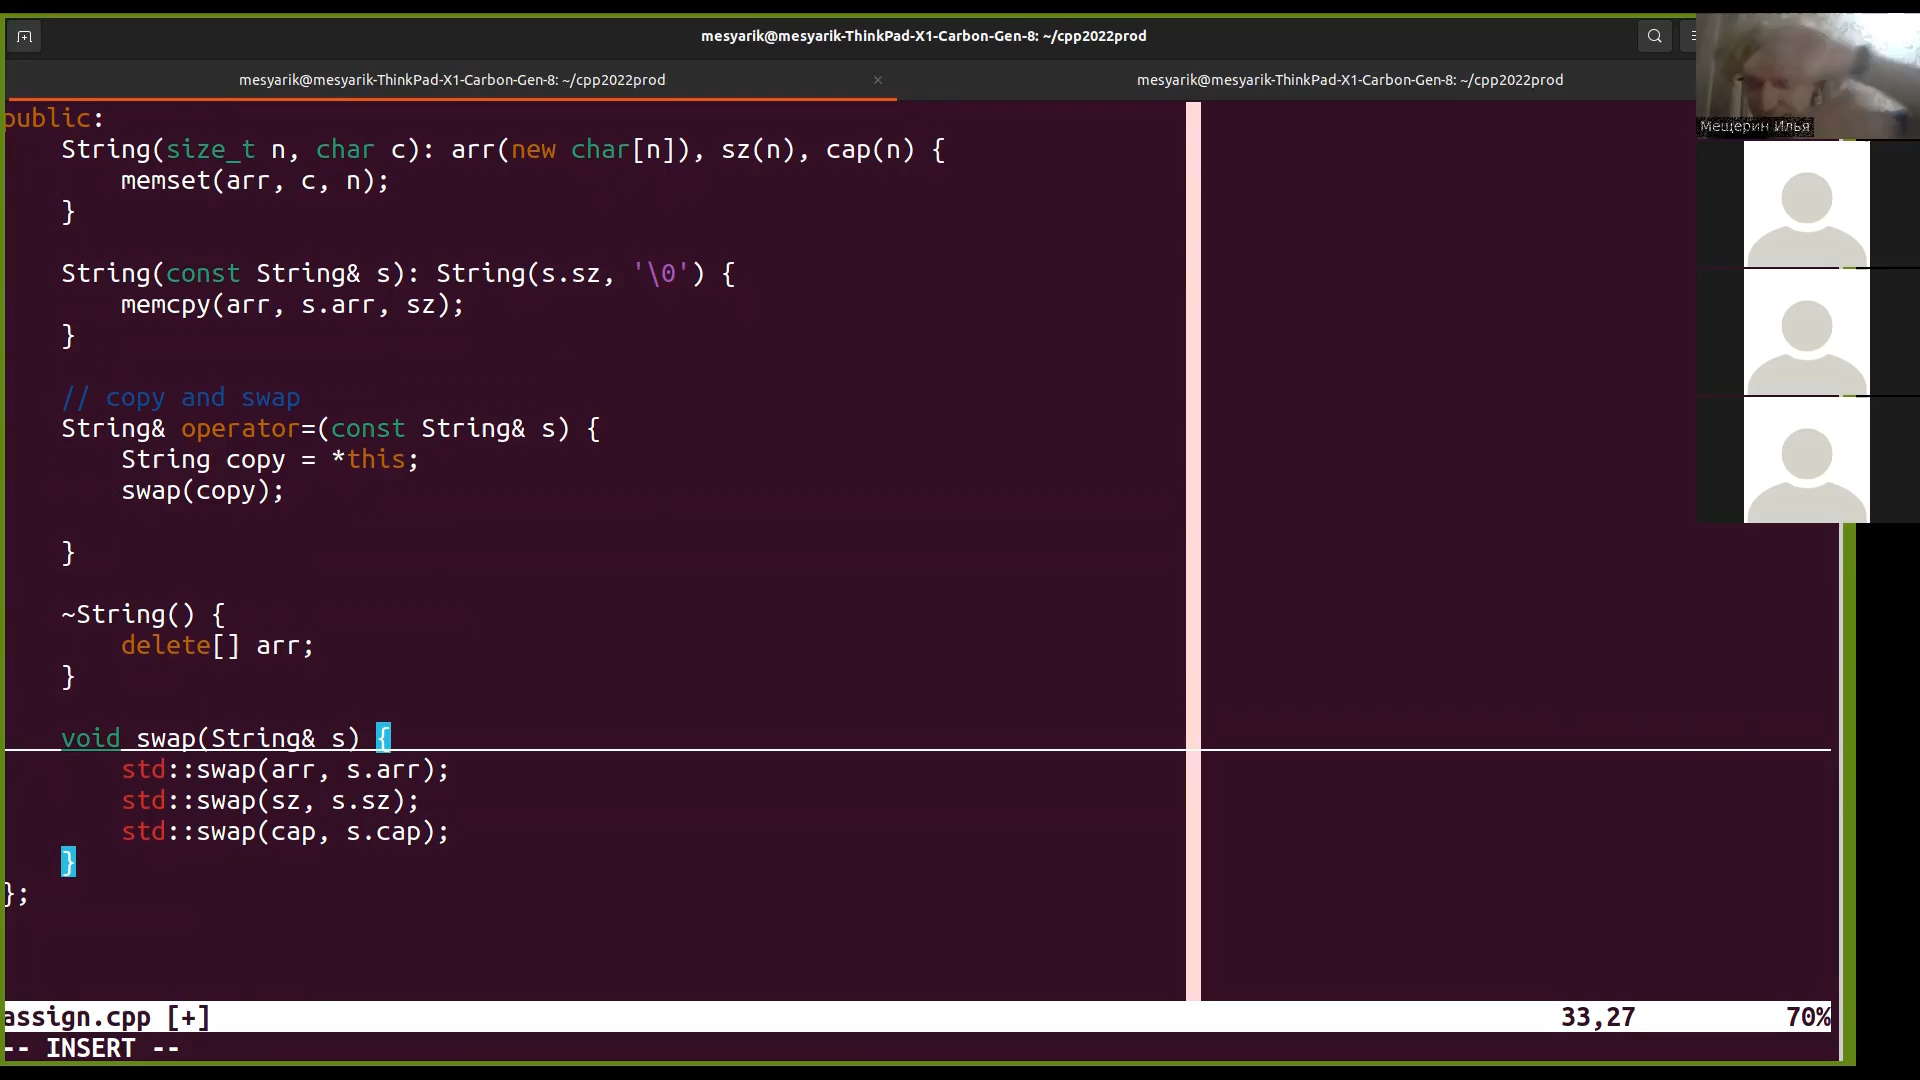 mesyarik@mesyarik-ThinkPad-X1-Carbon-Gen-8: ~/cpp2022prod
mesyarik@mesyarik-ThinkPad-X1-Carbon-Gen-8: ~/cpp2022prod
mesyarik@mesyarik-ThinkPad-X1-Carbon-Gen-8: ~/cpp2022prod
Мещерин Илья
public:
    String(size_t n, char c): arr(new char[n]), sz(n), cap(n) {
        memset(arr, c, n);
    }
    String(const String& s): String(s.sz, '\0') {
        memcpy(arr, s.arr, sz);
    }
    // copy and swap
    String& operator=(const String& s) {
        String copy = *this;
        swap(copy);
    }
    ~String() {
        delete[] arr;
    }
    void swap(String& s) {
        std::swap(arr, s.arr);
        std::swap(sz, s.sz);
        std::swap(cap, s.cap);
    }
};
assign.cpp [+] 33,27 70%
-- INSERT --